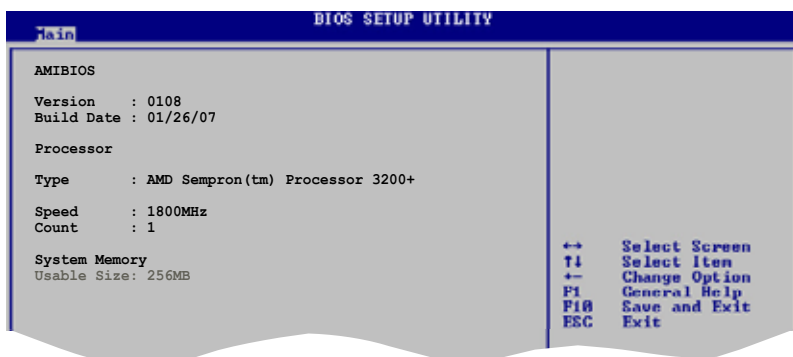 BIOS SETUP UTILITY
Main
AMIBIOS
Version : 0108
Build Date : 01/26/07
Processor
Type : AMD Sempron(tm) Processor 3200+
Speed : 1800MHz
Count : 1
System Memory
Usable Size: 256MB
←→ Select Screen
↑↓ Select Item
+- Change Option
F1 General Help
F10 Save and Exit
ESC Exit